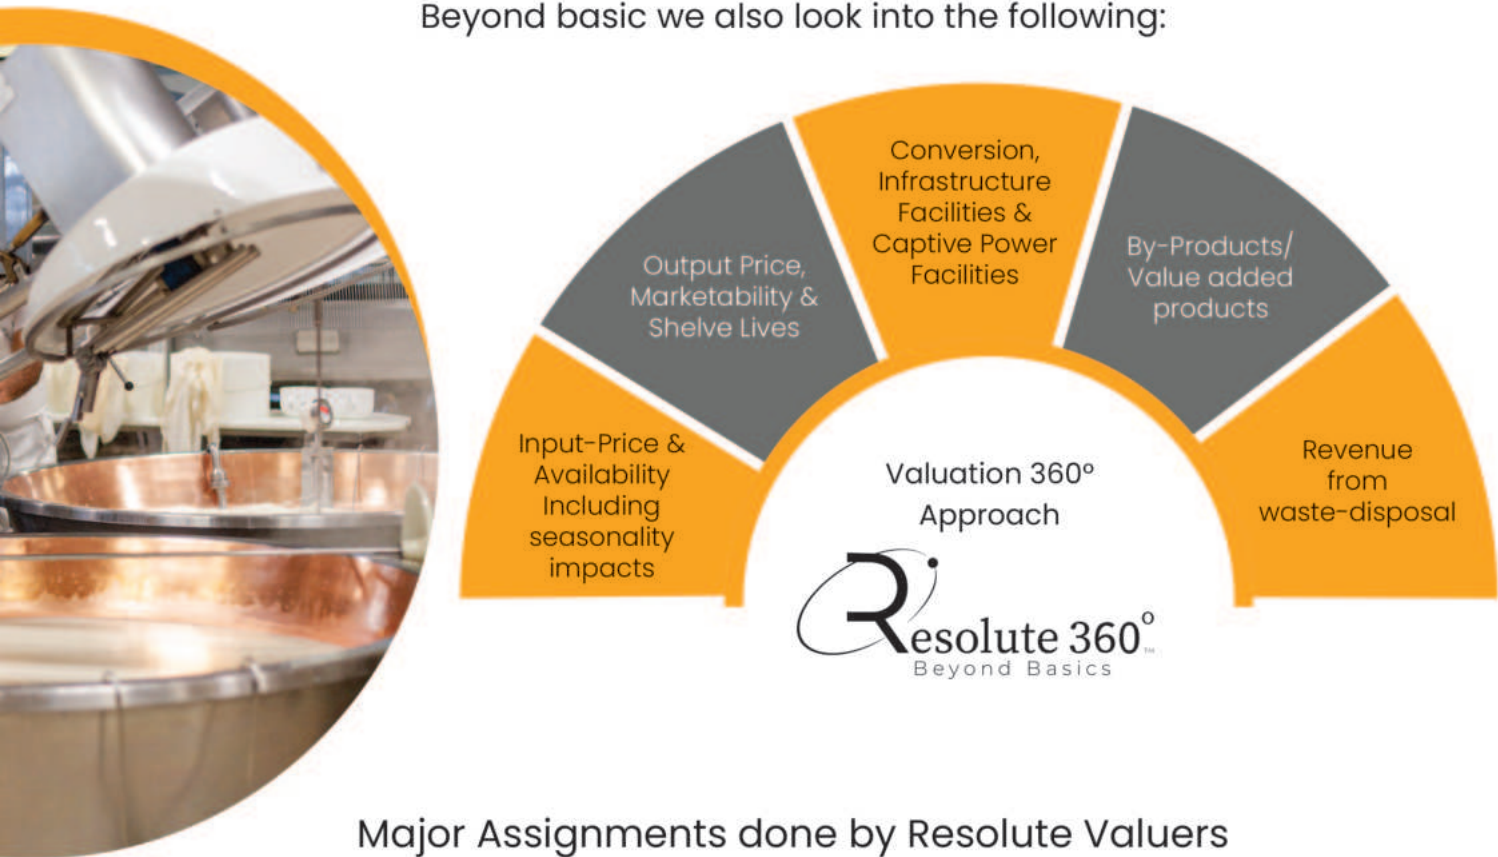 Beyond basic we also look into the following:
Input-Price &
Availability
Including
seasonality
impacts
Output Price,
Marketability &
Shelve Lives
Conversion,
Infrastructure
Facilities &
Captive Power
Facilities
By-Products/
Value added
products
Revenue
from
waste-disposal
Valuation 360°
Approach
Resolute 360°
TM
Beyond Basics
Major Assignments done by Resolute Valuers